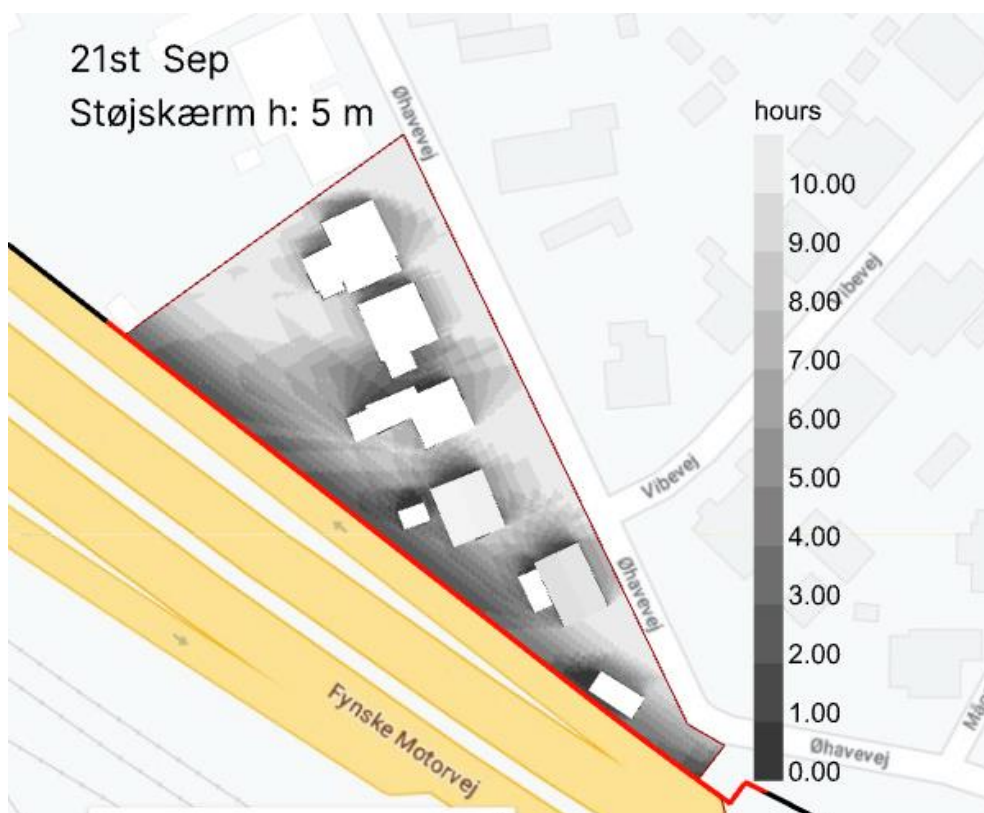 21st Sep
Støjskærm h: 5 m
Øhavevej
hours
10.00
9.00
8.00
Vibevej
7.00
6.00
5.00
Vibevej
4.00
3.00
Øhavevej
2.00
1.00
Fynske Motorvej
Øhavevej
0.00